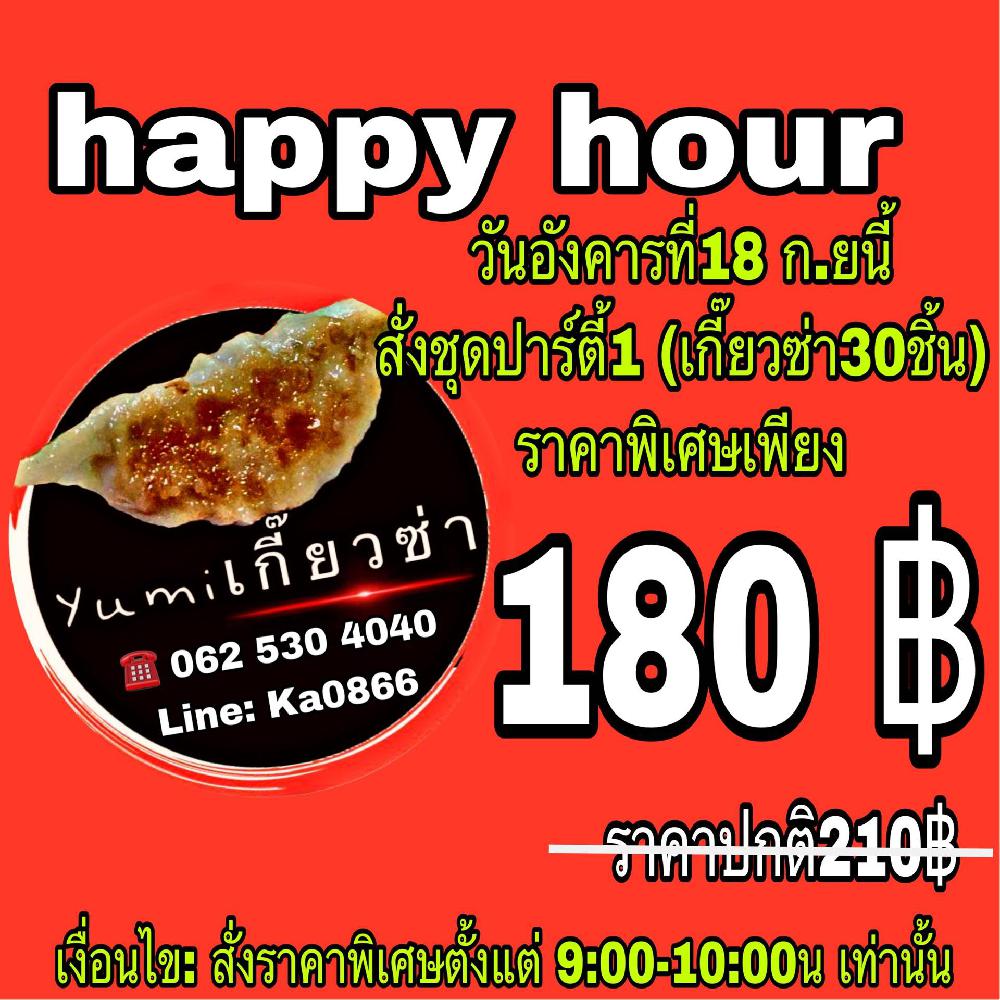 happy hour
วันอังคารที่18 ก.ยนี้
สั่งชุดปาร์ตี้1 (เกี๊ยวซ่า30ชิ้น)
ราคาพิเศษเพียง
180 ฿
ราคาปกติ210฿
Yumiเกี๊ยวซ่า
☎ 062 530 4040
Line: Ka0866
เงื่อนไข: สั่งราคาพิเศษตั้งแต่ 9:00-10:00น เท่านั้น